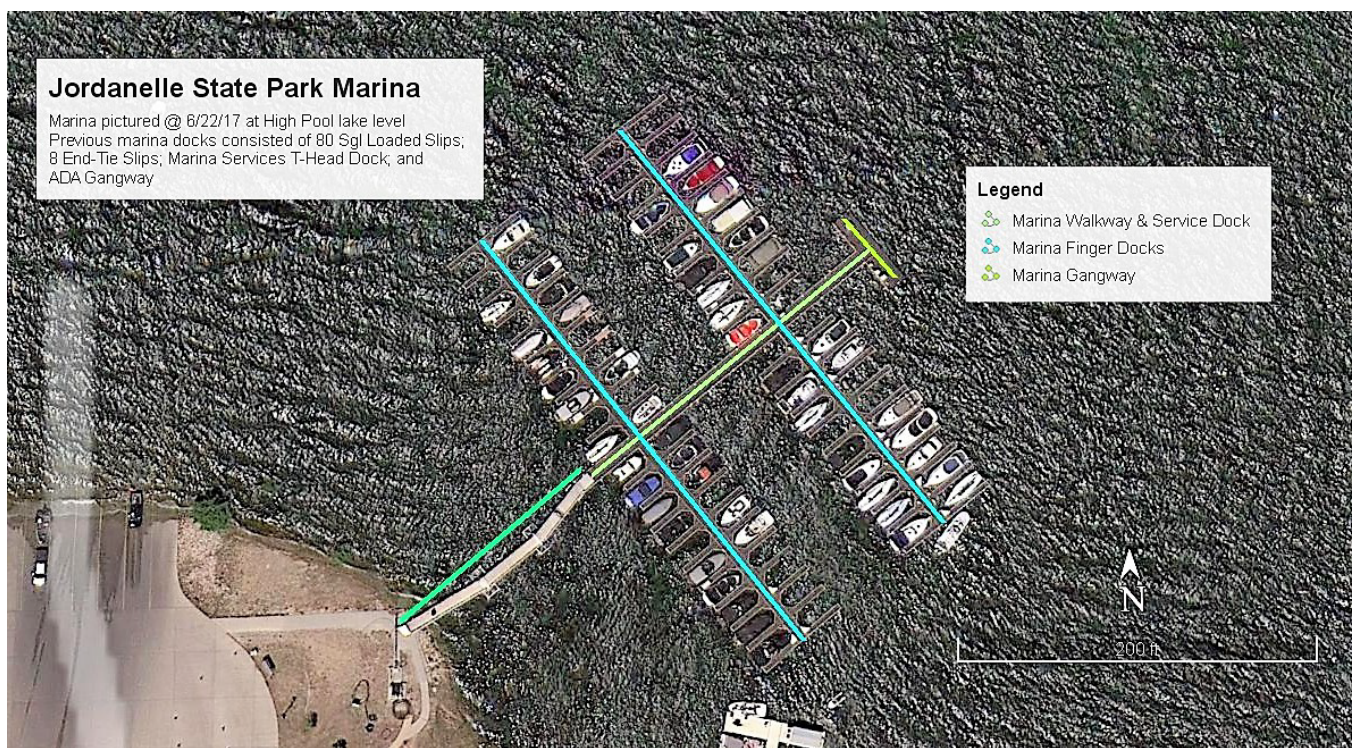 Jordanelle State Park Marina
Marina pictured @ 6/22/17 at High Pool lake level
Previous marina docks consisted of 80 Sgl Loaded Slips;
8 End-Tie Slips; Marina Services T-Head Dock; and
ADA Gangway
Legend
Marina Walkway & Service Dock
Marina Finger Docks
Marina Gangway
N
200 ft